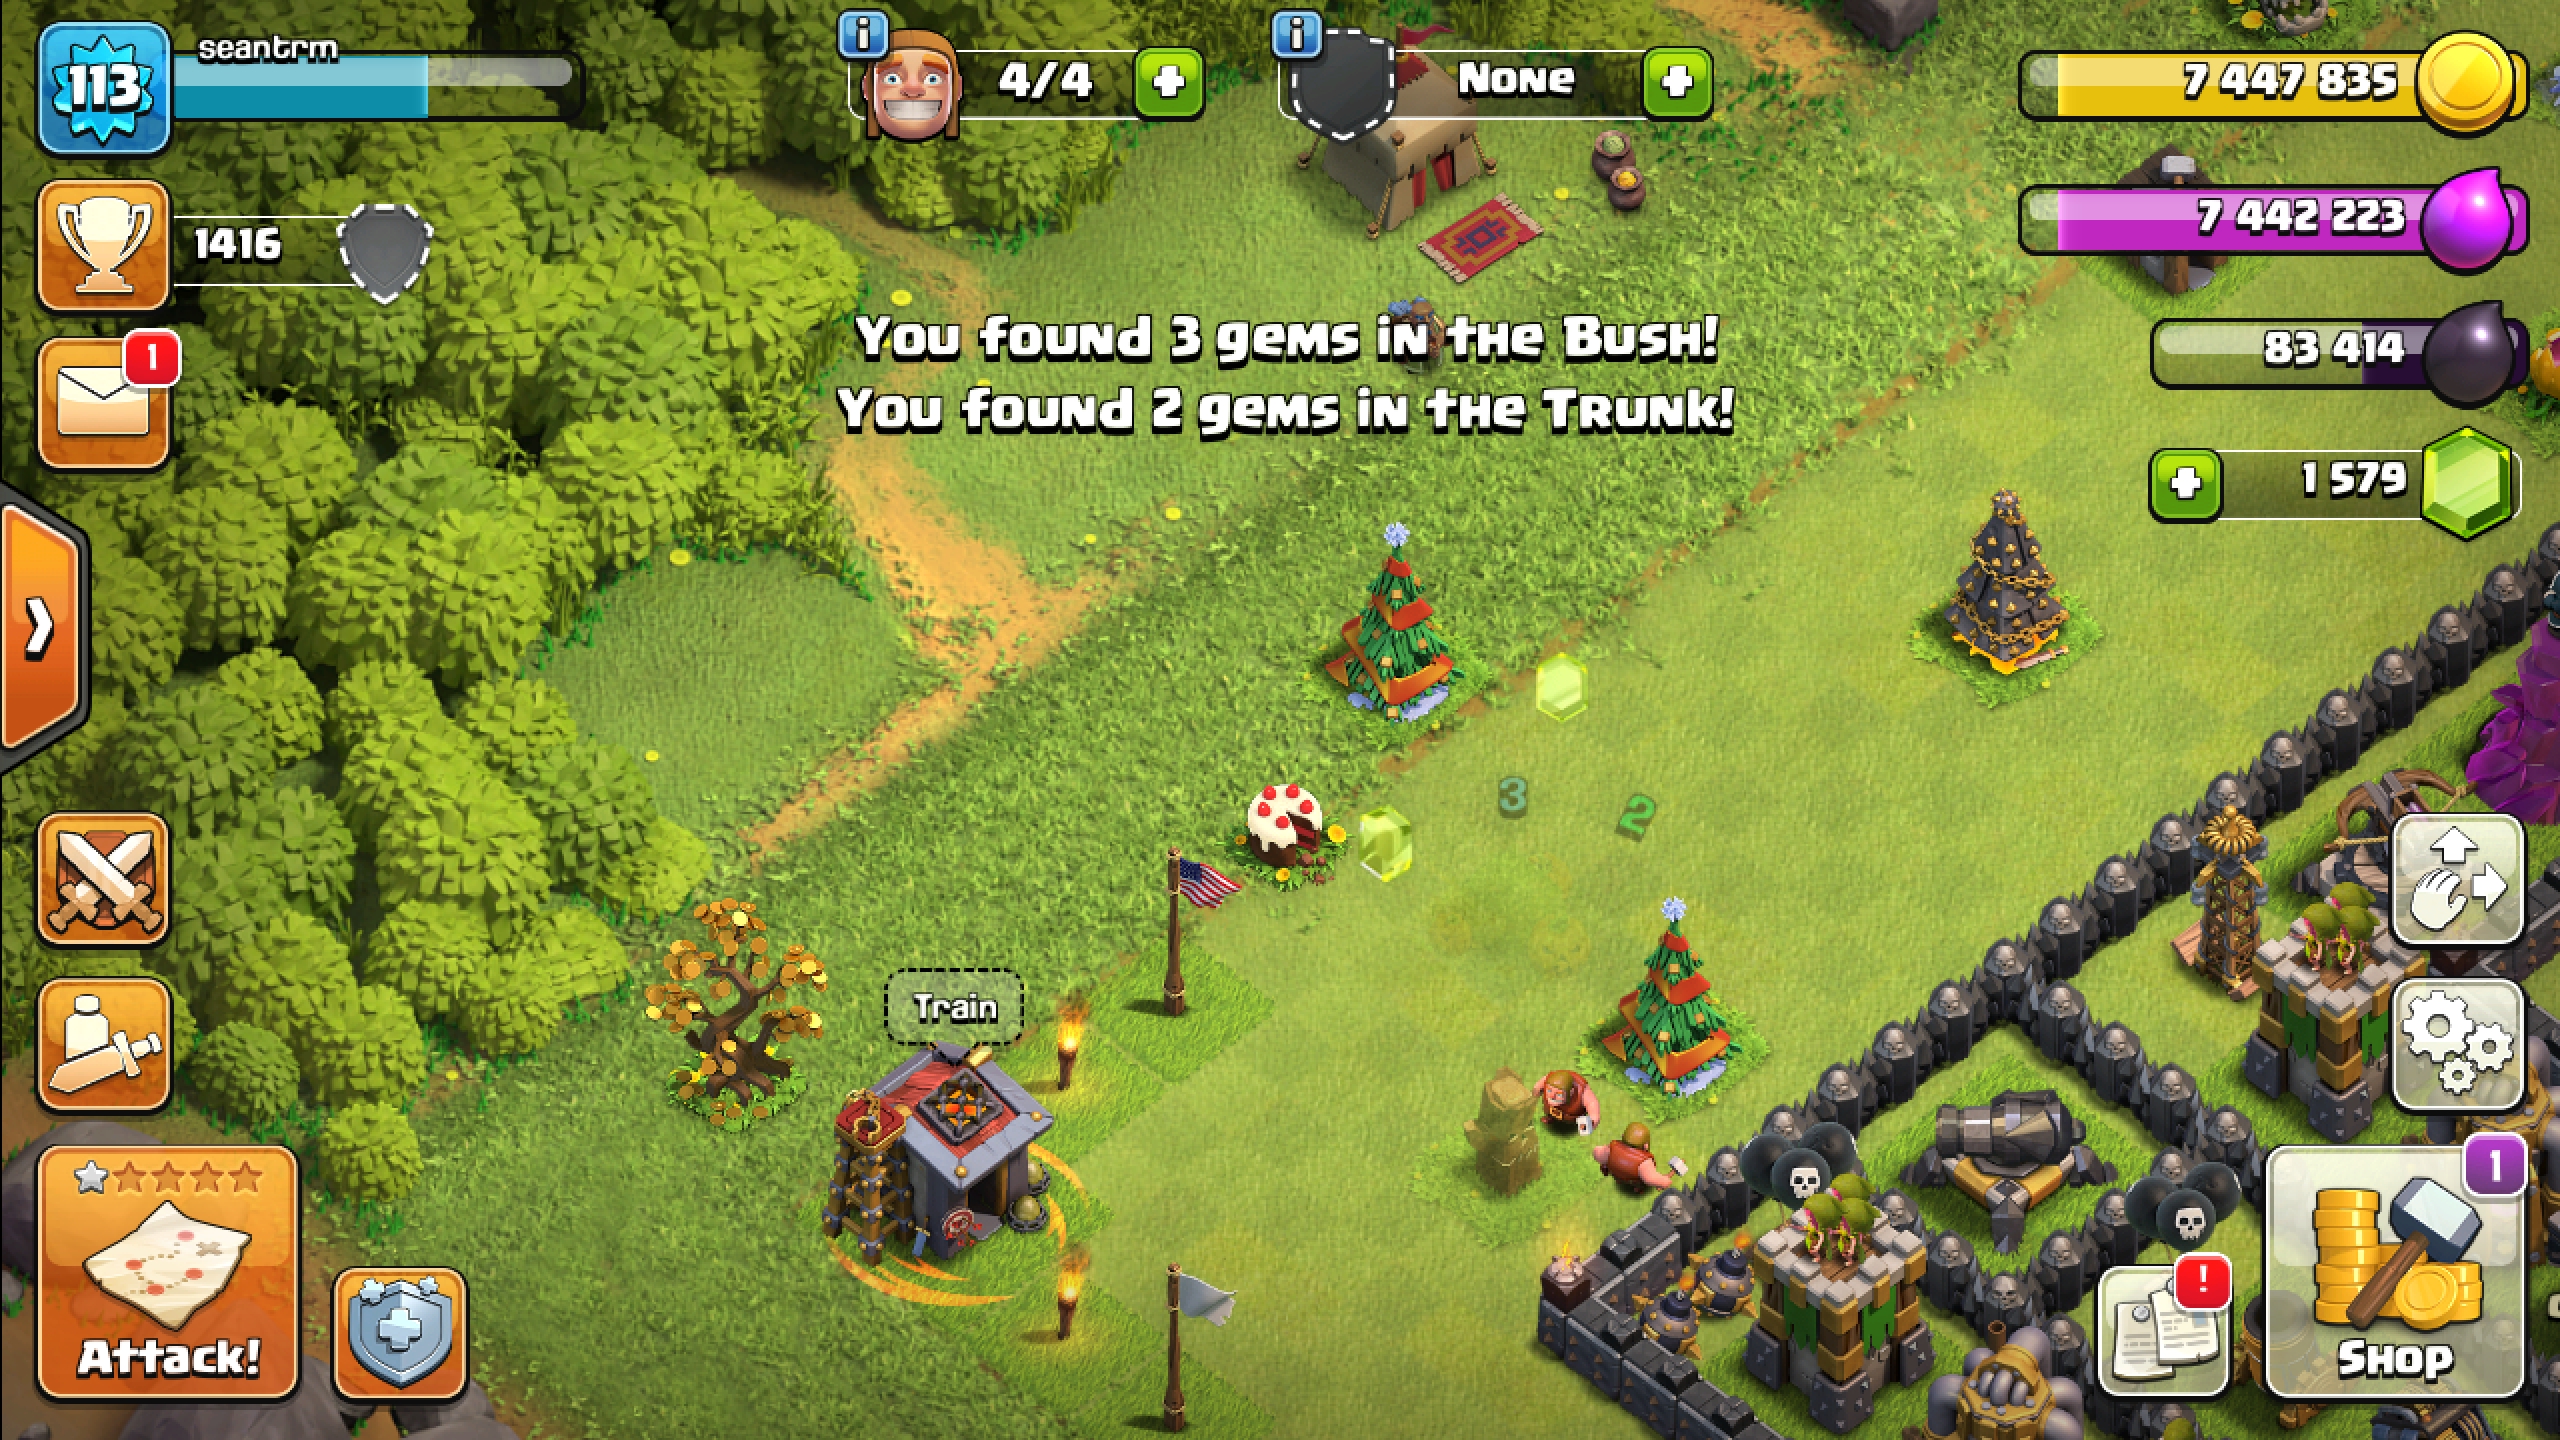 113
seantrm
4/4
None
7 447 835
1416
7 442 223
1
83 414
You found 3 gems in the Bush!
You found 2 gems in the Trunk!
1 579
3
2
Train
1
!
Attack!
Shop